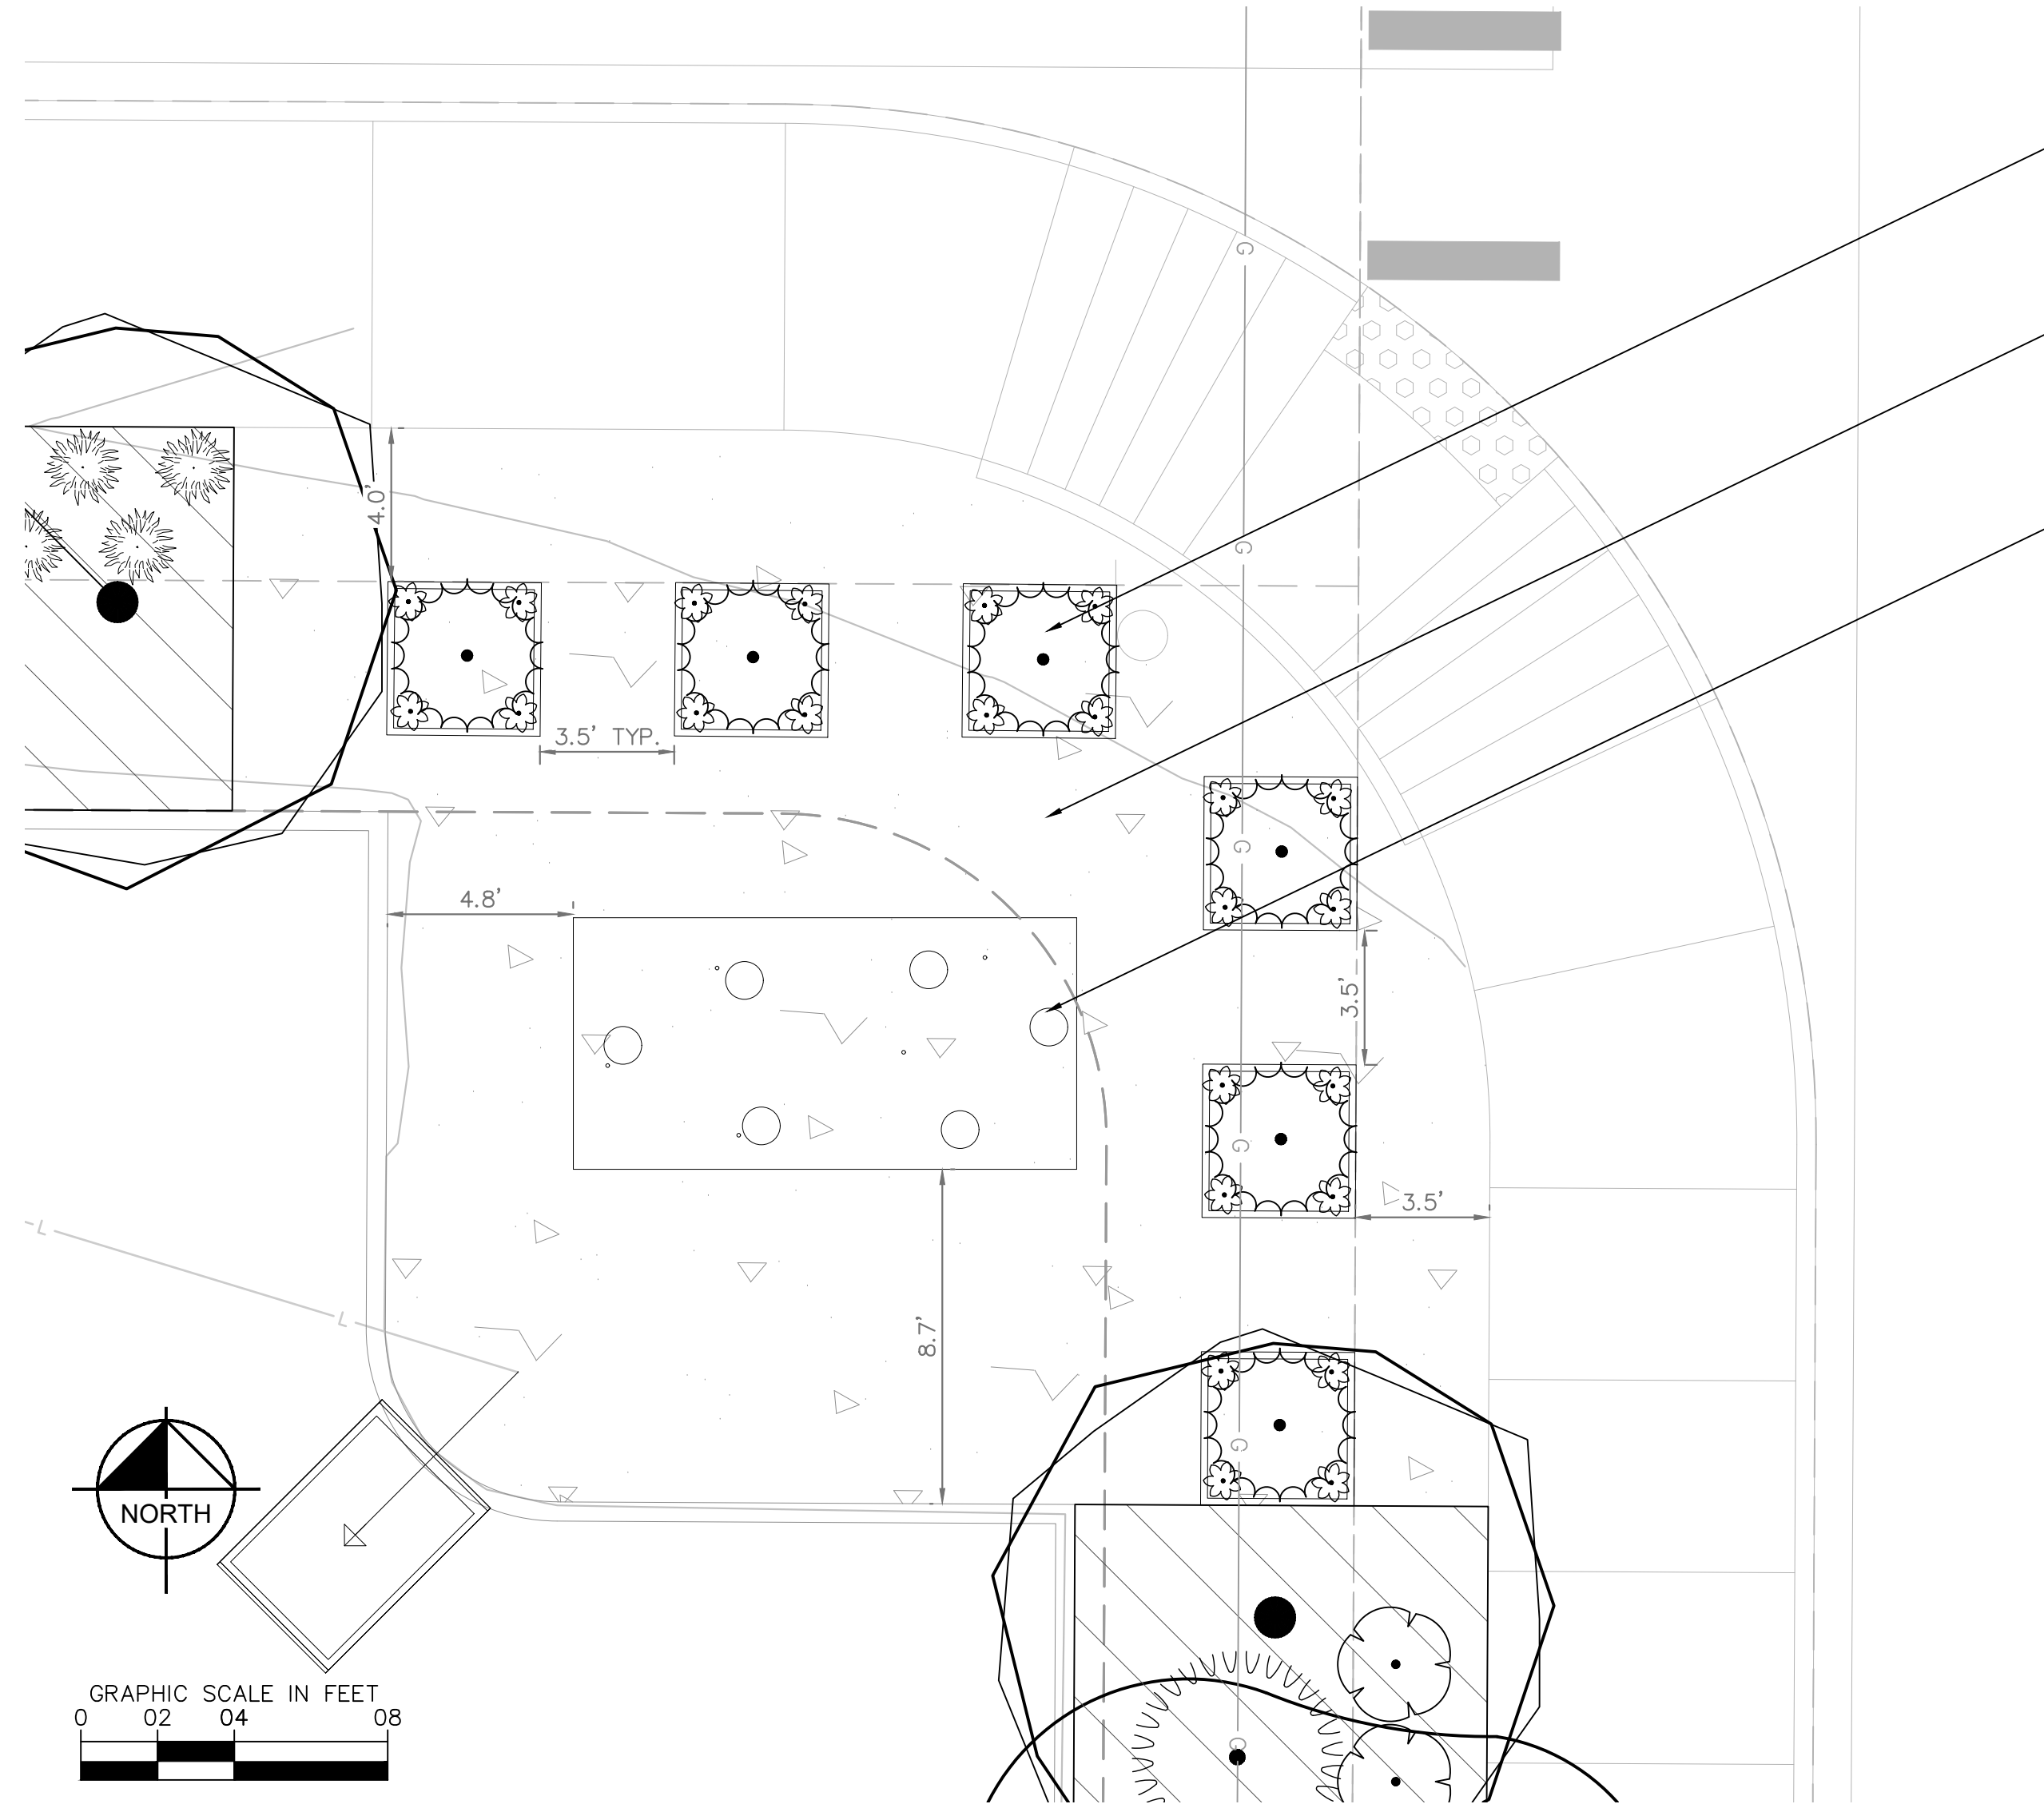 G
G
4.0'
3.5' TYP.
G
4.8'
3.5'
G
3.5'
L
L
8.7'
G
NORTH
GRAPHIC SCALE IN FEET
0 02 04 08
G